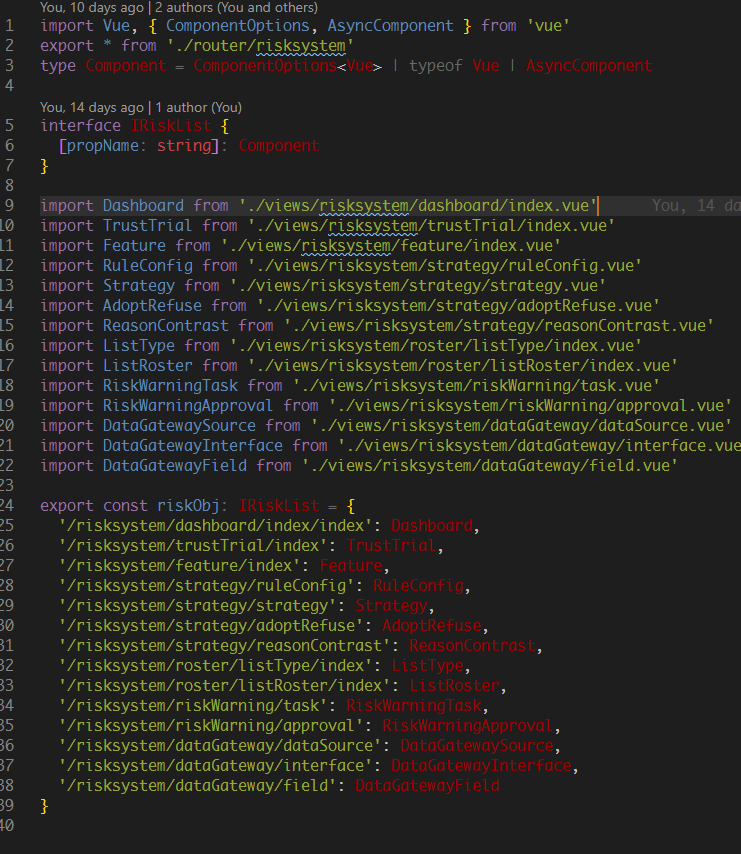 You, 10 days ago | 2 authors (You and others)
1 import Vue, { ComponentOptions, AsyncComponent } from 'vue'
2 export * from './router/risksystem'
3 type Component = ComponentOptions<Vue> | typeof Vue | AsyncComponent
4
You, 14 days ago | 1 author (You)
5 interface IRiskList {
6   [propName: string]: Component
7 }
8
9 import Dashboard from './views/risksystem/dashboard/index.vue' You, 14 da
10 import TrustTrial from './views/risksystem/trustTrial/index.vue'
11 import Feature from './views/risksystem/feature/index.vue'
12 import RuleConfig from './views/risksystem/strategy/ruleConfig.vue'
13 import Strategy from './views/risksystem/strategy/strategy.vue'
14 import AdoptRefuse from './views/risksystem/strategy/adoptRefuse.vue'
15 import ReasonContrast from './views/risksystem/strategy/reasonContrast.vue'
16 import ListType from './views/risksystem/roster/listType/index.vue'
17 import ListRoster from './views/risksystem/roster/listRoster/index.vue'
18 import RiskWarningTask from './views/risksystem/riskWarning/task.vue'
19 import RiskWarningApproval from './views/risksystem/riskWarning/approval.vue'
20 import DataGatewaySource from './views/risksystem/dataGateway/dataSource.vue'
21 import DataGatewayInterface from './views/risksystem/dataGateway/interface.vue
22 import DataGatewayField from './views/risksystem/dataGateway/field.vue'
23
24 export const riskObj: IRiskList = {
25   '/risksystem/dashboard/index/index': Dashboard,
26   '/risksystem/trustTrial/index': TrustTrial,
27   '/risksystem/feature/index': Feature,
28   '/risksystem/strategy/ruleConfig': RuleConfig,
29   '/risksystem/strategy/strategy': Strategy,
30   '/risksystem/strategy/adoptRefuse': AdoptRefuse,
31   '/risksystem/strategy/reasonContrast': ReasonContrast,
32   '/risksystem/roster/listType/index': ListType,
33   '/risksystem/roster/listRoster/index': ListRoster,
34   '/risksystem/riskWarning/task': RiskWarningTask,
35   '/risksystem/riskWarning/approval': RiskWarningApproval,
36   '/risksystem/dataGateway/dataSource': DataGatewaySource,
37   '/risksystem/dataGateway/interface': DataGatewayInterface,
38   '/risksystem/dataGateway/field': DataGatewayField
39 }
40